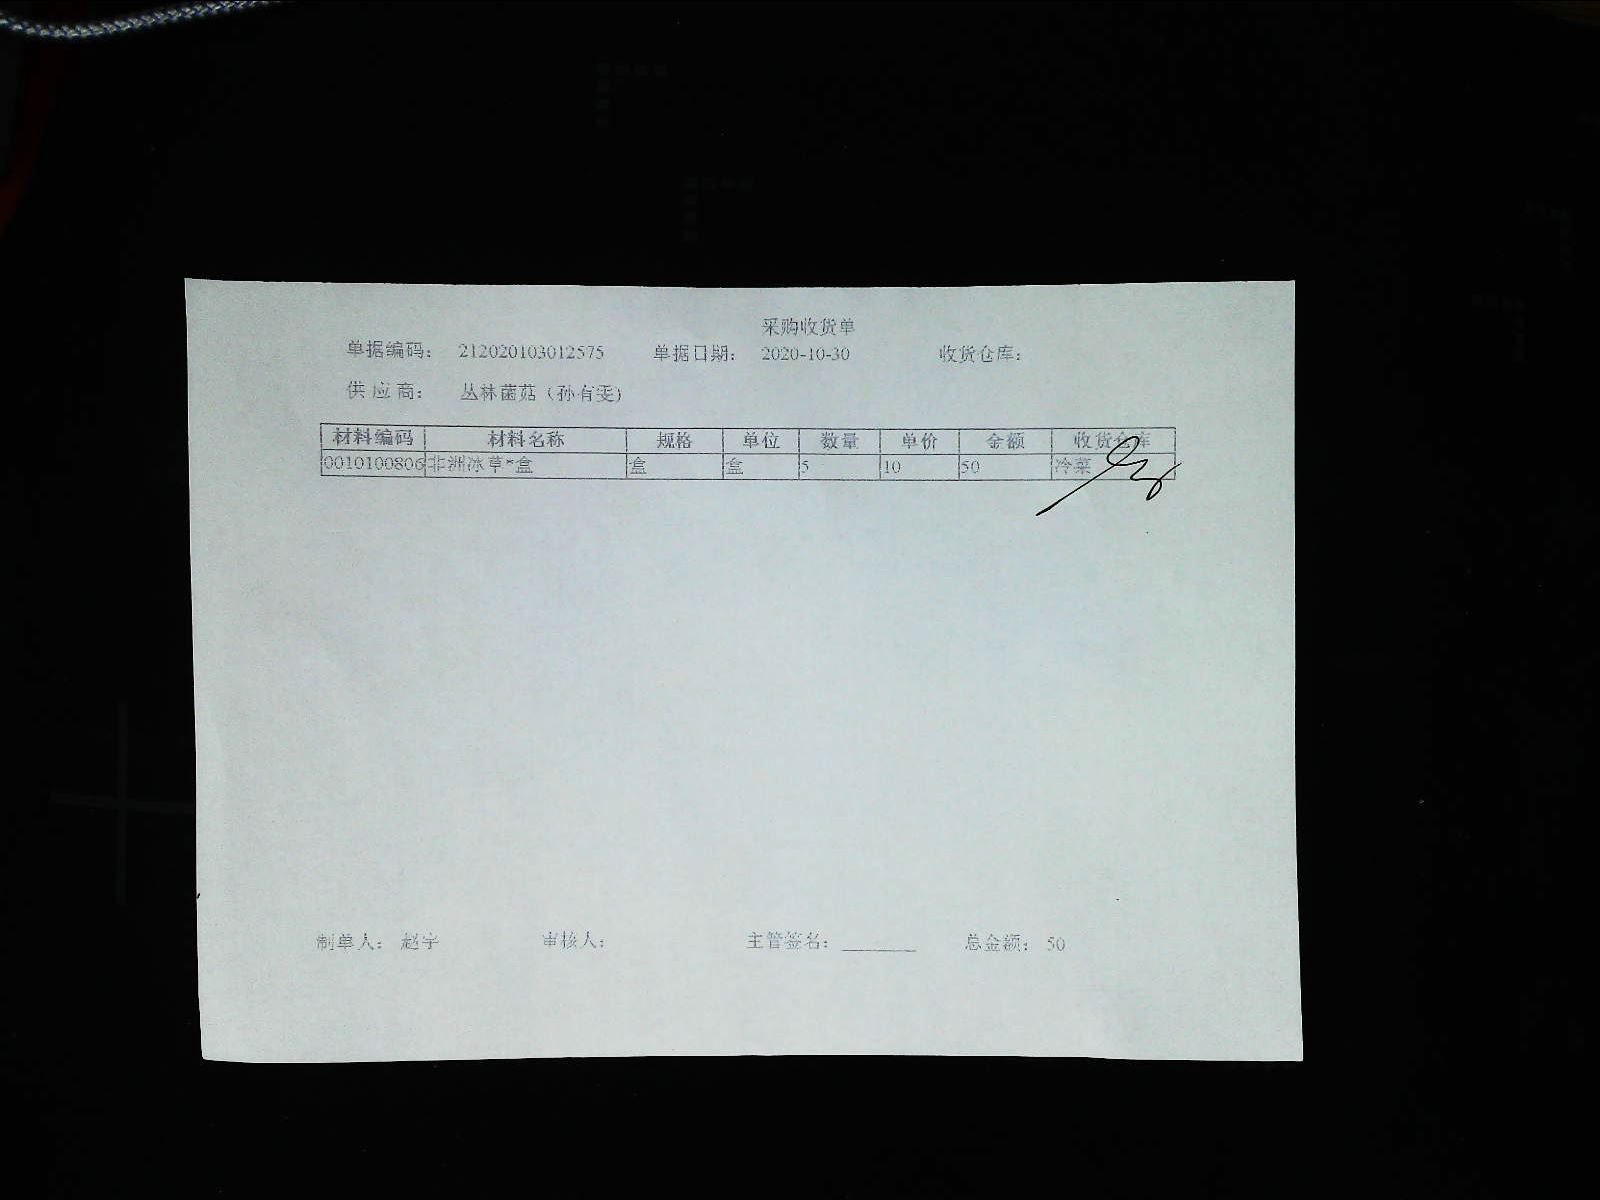 采购收货单
单据编码： 212020103012575 单据日期： 2020-10-30 收货仓库：
供 应 商： 丛林菌菇（孙有雯）
材料编码 材料名称 规格 单位 数量 单价 金额 收货仓库
0010100806 非洲冰草*盒 盒 盒 5 10 50 冷菜
制单人： 赵宇 审核人： 主管签名： 总金额： 50